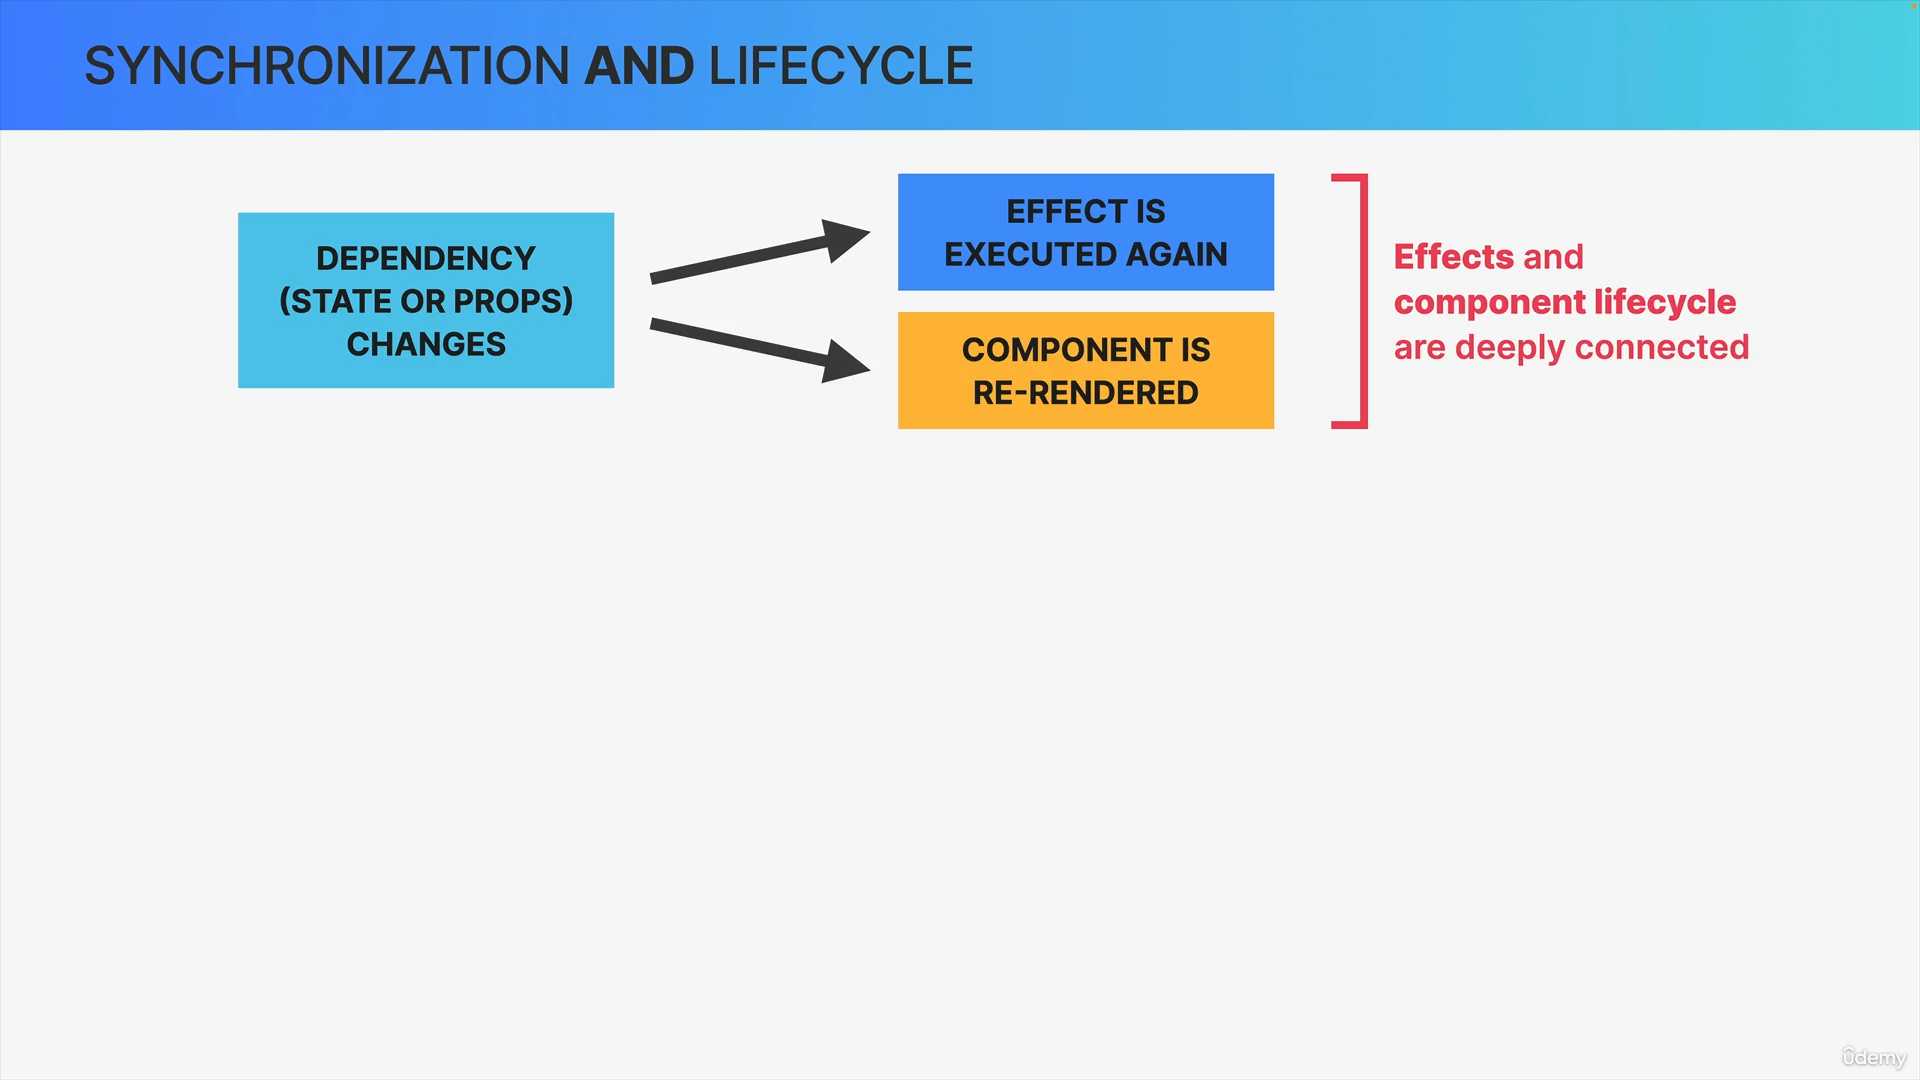 SYNCHRONIZATION AND LIFECYCLE
DEPENDENCY
(STATE OR PROPS)
CHANGES
EFFECT IS
EXECUTED AGAIN
COMPONENT IS
RE-RENDERED
Effects and
component lifecycle
are deeply connected
ûdemy